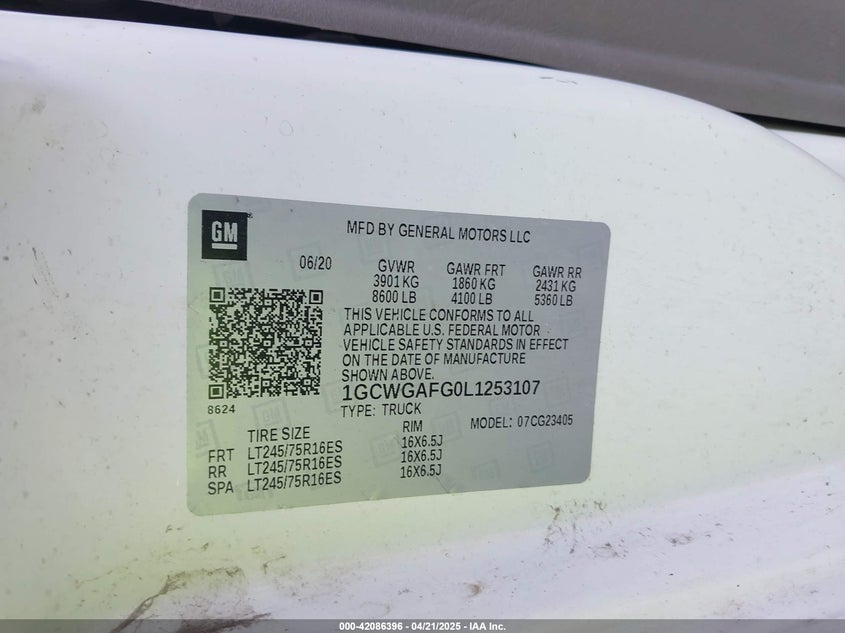 GM
MFD BY GENERAL MOTORS LLC
06/20 GVWR GAWR FRT GAWR RR
3901 KG 1860 KG 2431 KG
8600 LB 4100 LB 5360 LB
THIS VEHICLE CONFORMS TO ALL
APPLICABLE U.S. FEDERAL MOTOR
VEHICLE SAFETY STANDARDS IN EFFECT
ON THE DATE OF MANUFACTURE
SHOWN ABOVE.
8624
1GCWGAFG0L1253107
TYPE: TRUCK MODEL: 07CG23405
TIRE SIZE RIM
FRT LT245/75R16ES 16X6.5J
RR LT245/75R16ES 16X6.5J
SPA LT245/75R16ES 16X6.5J
000-42086396 - 04/21/2025 - IAA Inc.